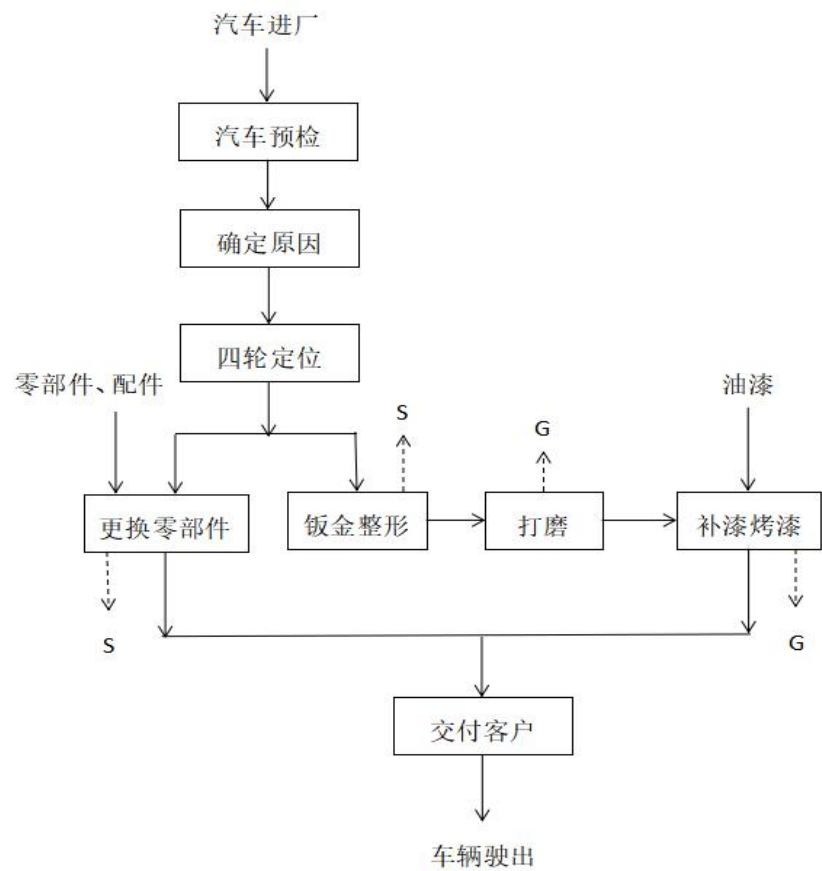 汽车进厂
汽车预检
确定原因
四轮定位
零部件、配件
油漆
S
G
更换零部件
钣金整形
打磨
补漆烤漆
S
G
交付客户
车辆驶出